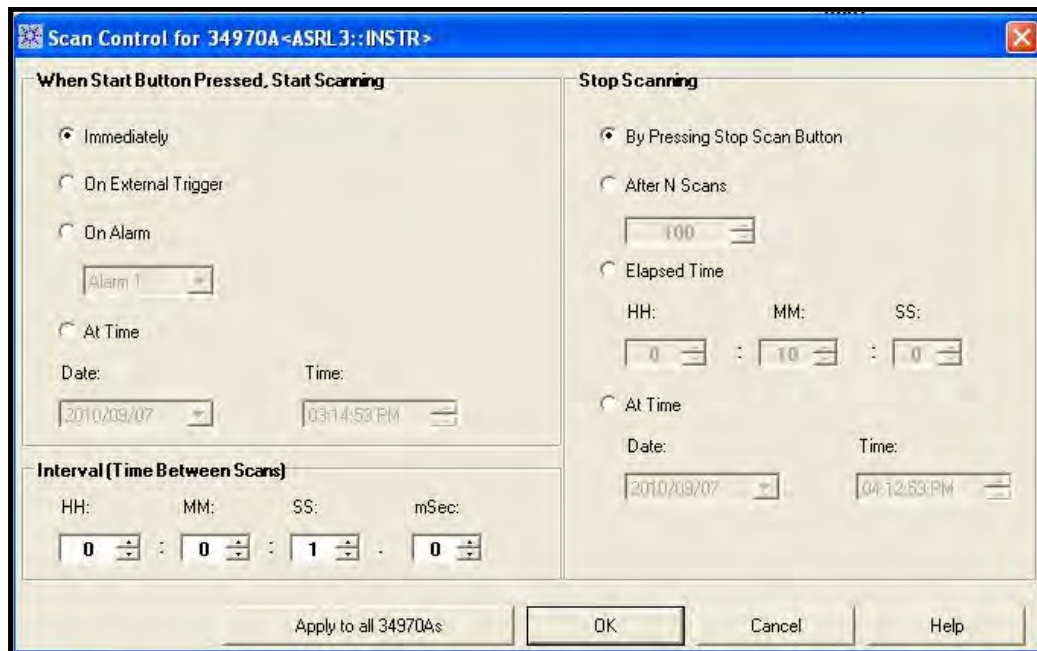 Scan Control for 34970A<ASRL3::INSTR>
When Start Button Pressed, Start Scanning
Immediately
On External Trigger
On Alarm
Alarm 1
At Time
Date:
Time:
2010/09/07
03:14:53 PM
Interval (Time Between Scans)
HH:
MM:
SS:
mSec:
0 : 0 : 1 . 0
Stop Scanning
By Pressing Stop Scan Button
After N Scans
100
Elapsed Time
HH:
MM:
SS:
0 : 10 : 0
At Time
Date:
Time:
2010/09/07
04:12:53 PM
Apply to all 34970As
OK
Cancel
Help